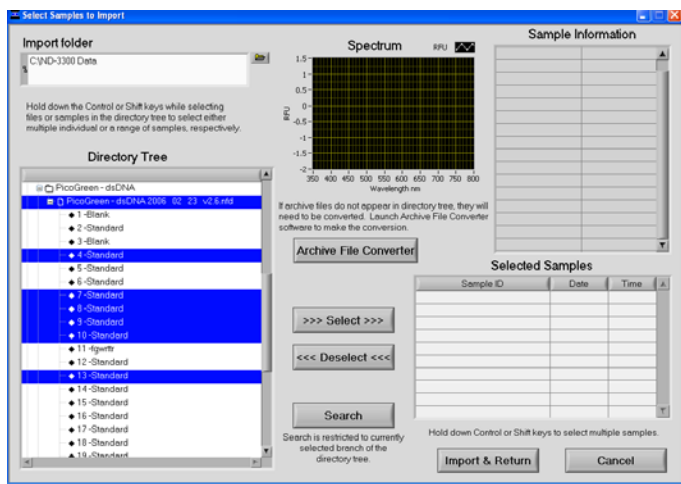 Select Samples to Import
Import folder
C:\ND-3300 Data
Hold down the Control or Shift keys while selecting
files or samples in the directory tree to select either
multiple individual or a range of samples, respectively.
Directory Tree
PicoGreen - dsDNA
PicoGreen - dsDNA 2006 02 23 v2.6.nfd
1 -Blank
2 -Standard
3 -Blank
4 -Standard
5 -Standard
6 -Standard
7 -Standard
8 -Standard
9 -Standard
10 -Standard
11 -fgwrttr
12 -Standard
13 -Standard
14 -Standard
15 -Standard
16 -Standard
17 -Standard
18 -Standard
19 -Standard
Spectrum RFU
1.5
1
0.5
0
-0.5
-1
-1.5
-2
RFU
350 400 450 500 550 600 650 700 750 800
Wavelength nm
If archive files do not appear in directory tree, they will
need to be converted. Launch Archive File Converter
software to make the conversion.
Archive File Converter
>>> Select >>>
<<< Deselect <<<
Search
Search is restricted to currently
selected branch of the
directory tree.
Sample Information
Selected Samples
Sample ID Date Time
Hold down Control or Shift keys to select multiple samples.
Import & Return Cancel